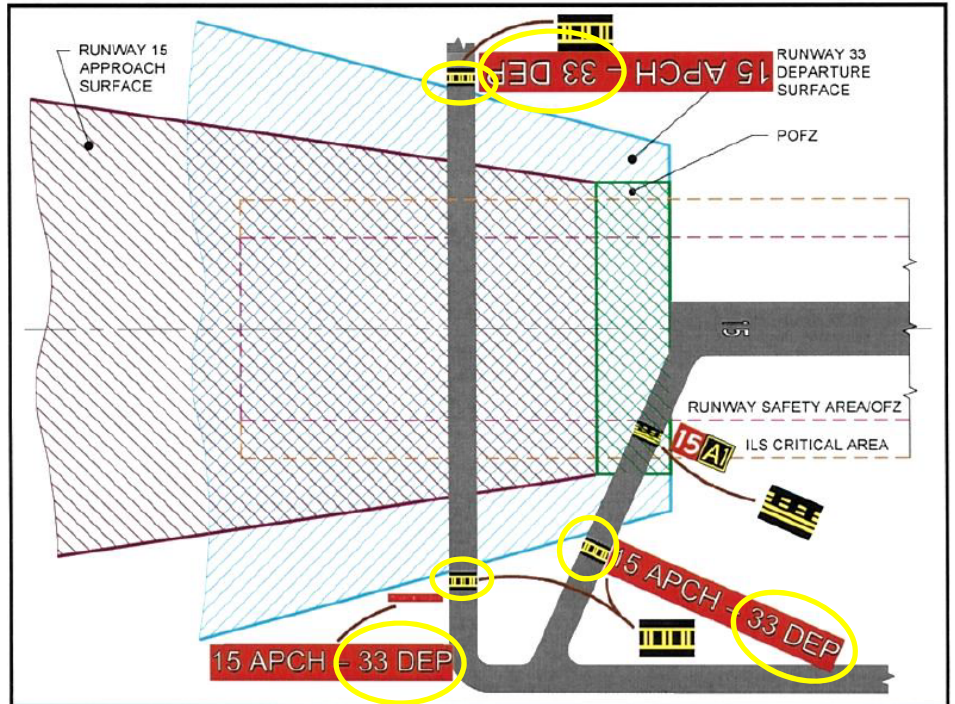 RUNWAY 15
APPROACH
SURFACE
15 APCH – 33 DEP
RUNWAY 33
DEPARTURE
SURFACE
POFZ
15
RUNWAY SAFETY AREA/OFZ
15 A1
ILS CRITICAL AREA
15 APCH – 33 DEP
15 APCH – 33 DEP